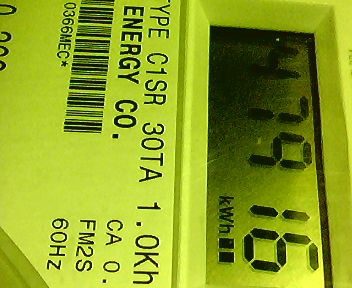 47916
kWh
TYPE C1SR 30TA 1.0Kh
ENERGY CO.
CA 0.
FM2S
60Hz
0366MEC*